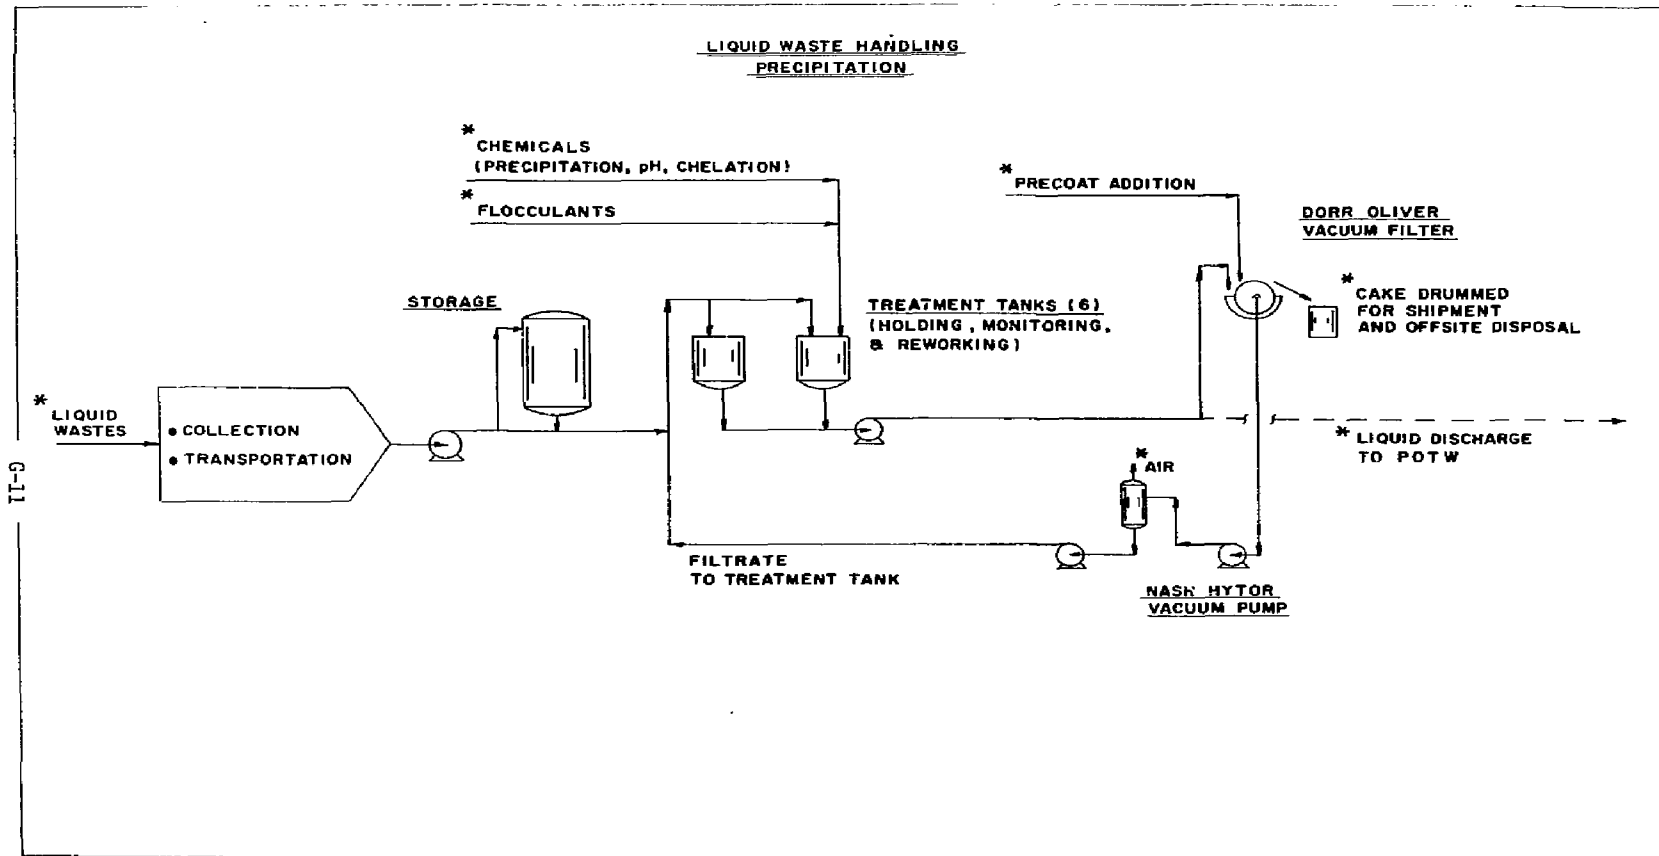 LIQUID WASTE HANDLING
PRECIPITATION
*
CHEMICALS
(PRECIPITATION, pH, CHELATION)
*
FLOCCULANTS
* PRECOAT ADDITION
DORR OLIVER
VACUUM FILTER
STORAGE
TREATMENT TANKS (6)
(HOLDING, MONITORING,
& REWORKING)
* CAKE DRUMMED
FOR SHIPMENT
AND OFFSITE DISPOSAL
* LIQUID
WASTES
• COLLECTION
• TRANSPORTATION
* LIQUID DISCHARGE
TO POTW
* AIR
FILTRATE
TO TREATMENT TANK
NASH HYTOR
VACUUM PUMP
G-11